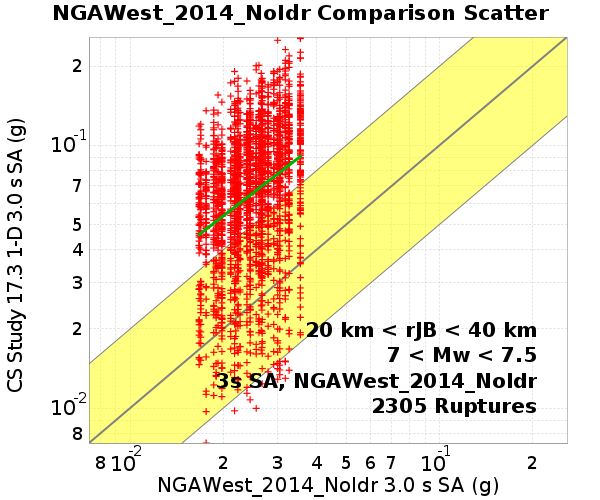 NGAWest_2014_NoIdr Comparison Scatter
CS Study 17.3 1-D 3.0 s SA (g)
2
10-1
7
5
4
3
2
10-2
8
20 km < rJB < 40 km
7 < Mw < 7.5
3s SA, NGAWest_2014_NoIdr
2305 Ruptures
8 10-2 2 3 4 5 6 7 10-1 2
NGAWest_2014_NoIdr 3.0 s SA (g)